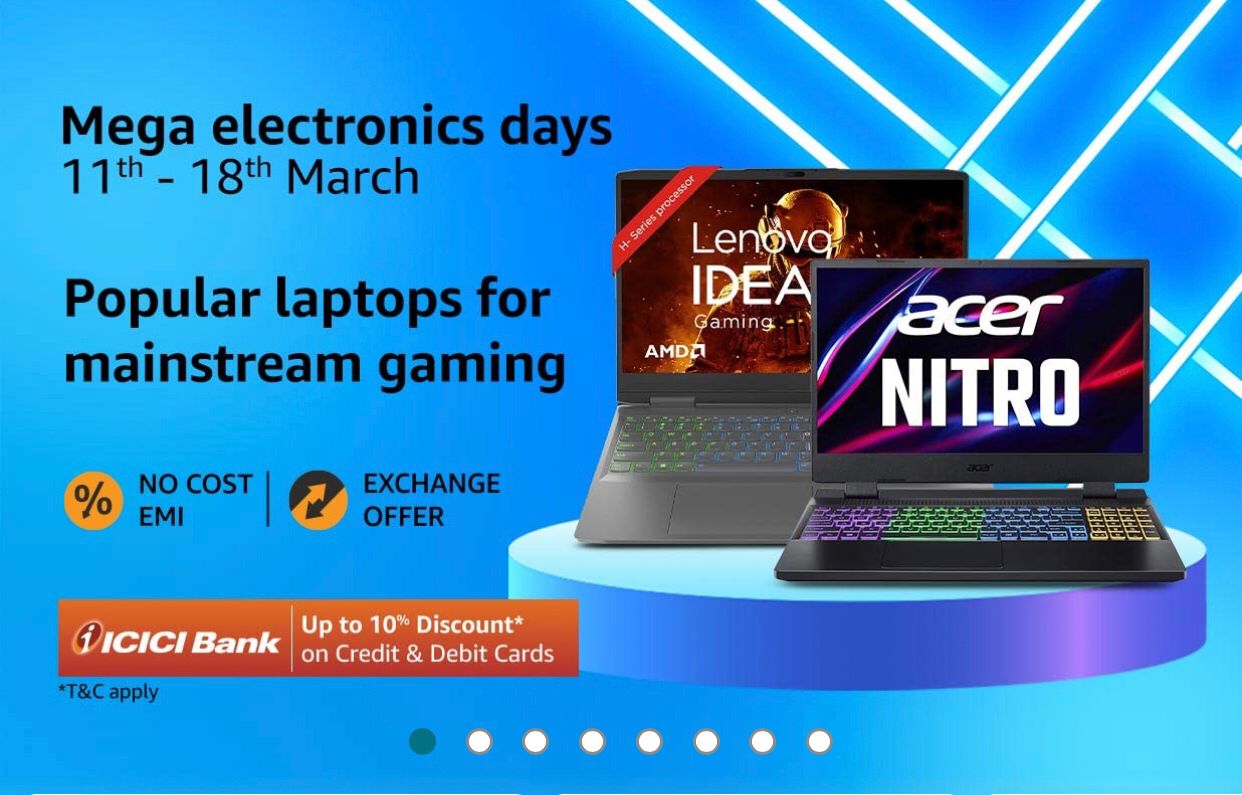 Mega electronics days
11th - 18th March
Popular laptops for
mainstream gaming
% NO COST
EMI
EXCHANGE
OFFER
ICICI Bank
Up to 10% Discount*
on Credit & Debit Cards
*T&C apply
H- Series processor
Lenovo
IDEA
Gaming
AMD
acer
NITRO
acer